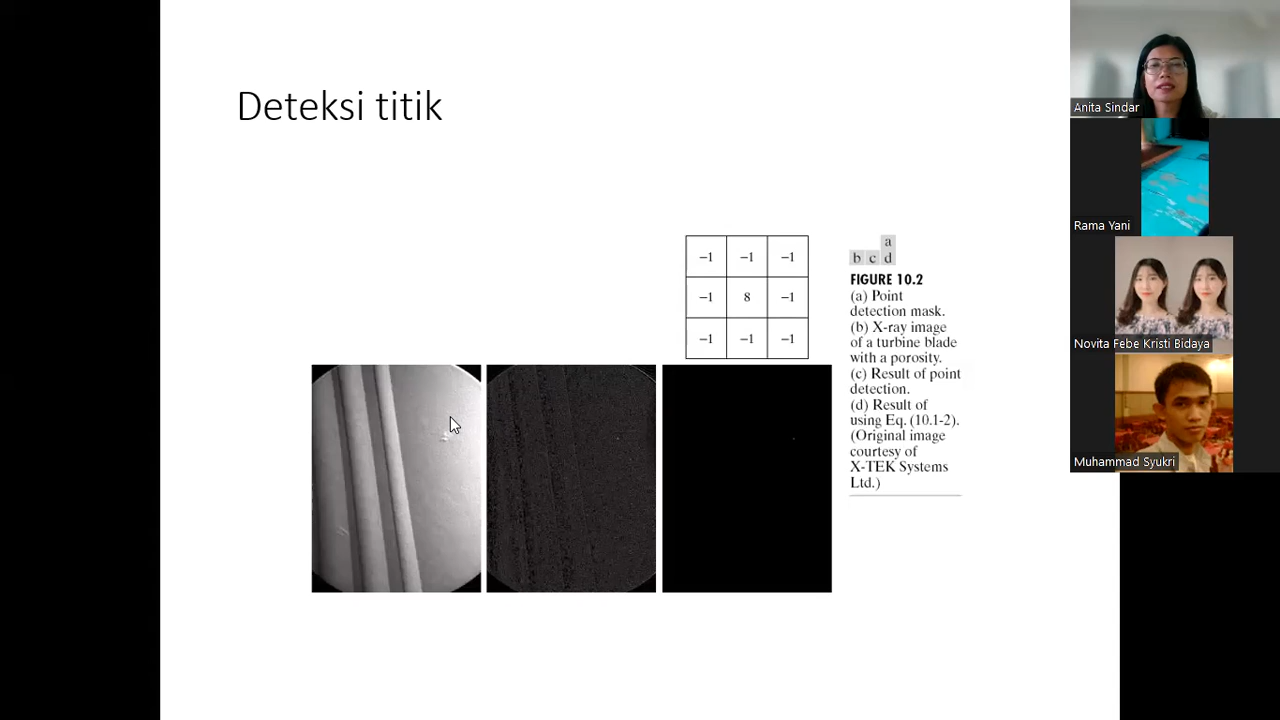 Deteksi titik
−1 −1 −1
−1 8 −1
−1 −1 −1
a
b c d
FIGURE 10.2
(a) Point
detection mask.
(b) X-ray image
of a turbine blade
with a porosity.
(c) Result of point
detection.
(d) Result of
using Eq. (10.1-2).
(Original image
courtesy of
X-TEK Systems
Ltd.)
Anita Sindar
Rama Yani
Novita Febe Kristi Bidaya
Muhammad Syukri